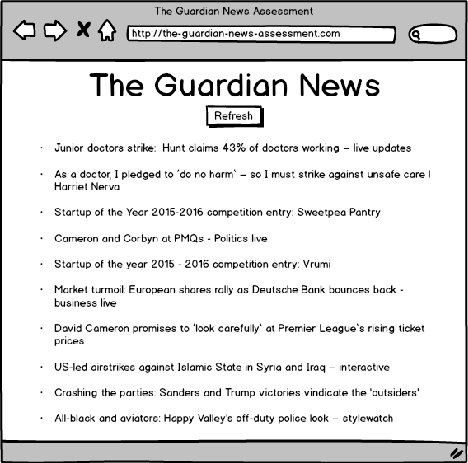 The Guardian News Assessment
http://the-guardian-news-assessment.com
The Guardian News
Refresh
· Junior doctors strike: Hunt claims 43% of doctors working – live updates
· As a doctor, I pledged to ‘do no harm’ – so I must strike against unsafe care |
Harriet Nerva
· Startup of the Year 2015-2016 competition entry: Sweetpea Pantry
· Cameron and Corbyn at PMQs - Politics live
· Startup of the year 2015 - 2016 competition entry: Vrumi
· Market turmoil: European shares rally as Deutsche Bank bounces back -
business live
· David Cameron promises to ‘look carefully’ at Premier League’s rising ticket
prices
· US-led airstrikes against Islamic State in Syria and Iraq – interactive
· Crashing the parties: Sanders and Trump victories vindicate the ‘outsiders’
· All-black and aviators: Happy Valley's off-duty police look – stylewatch